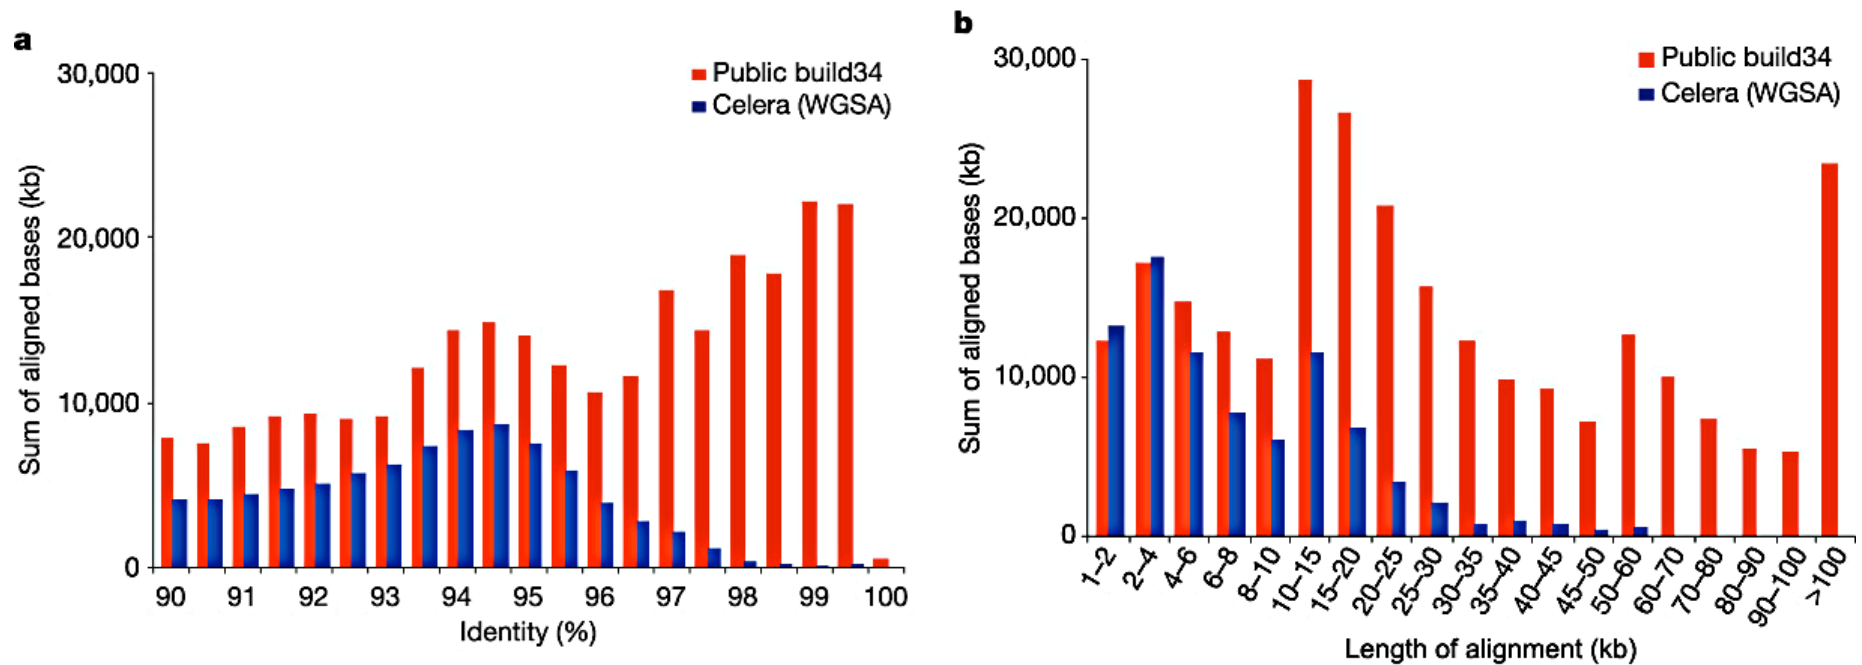 a
30,000
20,000
10,000
0
Sum of aligned bases (kb)
Public build34
Celera (WGSA)
90 91 92 93 94 95 96 97 98 99 100
Identity (%)
b
30,000
20,000
10,000
0
Sum of aligned bases (kb)
Public build34
Celera (WGSA)
1–2 2–4 4–6 6–8 8–10 10–15 15–20 20–25 25–30 30–35 35–40 40–45 45–50 50–60 60–70 70–80 80–90 90–100 >100
Length of alignment (kb)